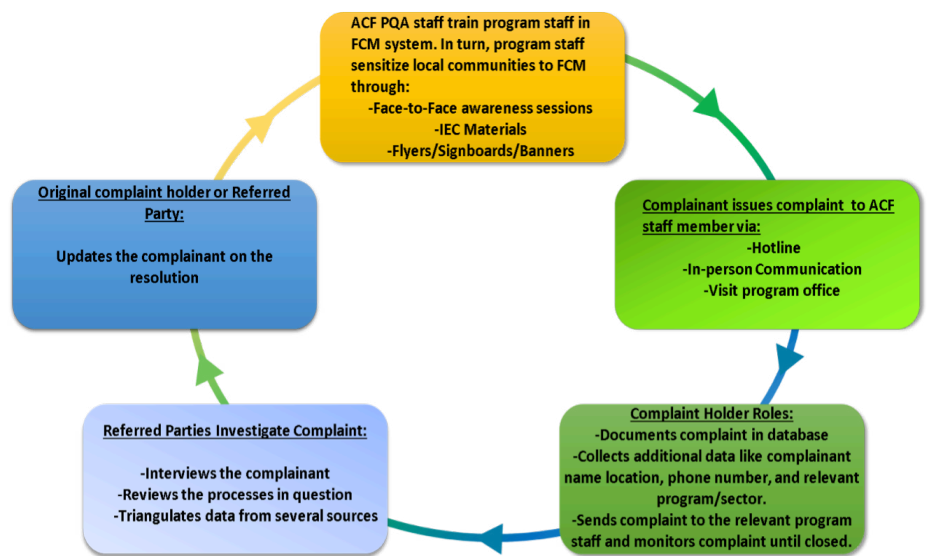 ACF PQA staff train program staff in
FCM system. In turn, program staff
sensitize local communities to FCM
through:
-Face-to-Face awareness sessions
-IEC Materials
-Flyers/Signboards/Banners
Complainant issues complaint to ACF
staff member via:
-Hotline
-In-person Communication
-Visit program office
Complaint Holder Roles:
-Documents complaint in database
-Collects additional data like complainant
name location, phone number, and relevant
program/sector.
-Sends complaint to the relevant program
staff and monitors complaint until closed.
Referred Parties Investigate Complaint:
-Interviews the complainant
-Reviews the processes in question
-Triangulates data from several sources
Original complaint holder or Referred
Party:
Updates the complainant on the
resolution